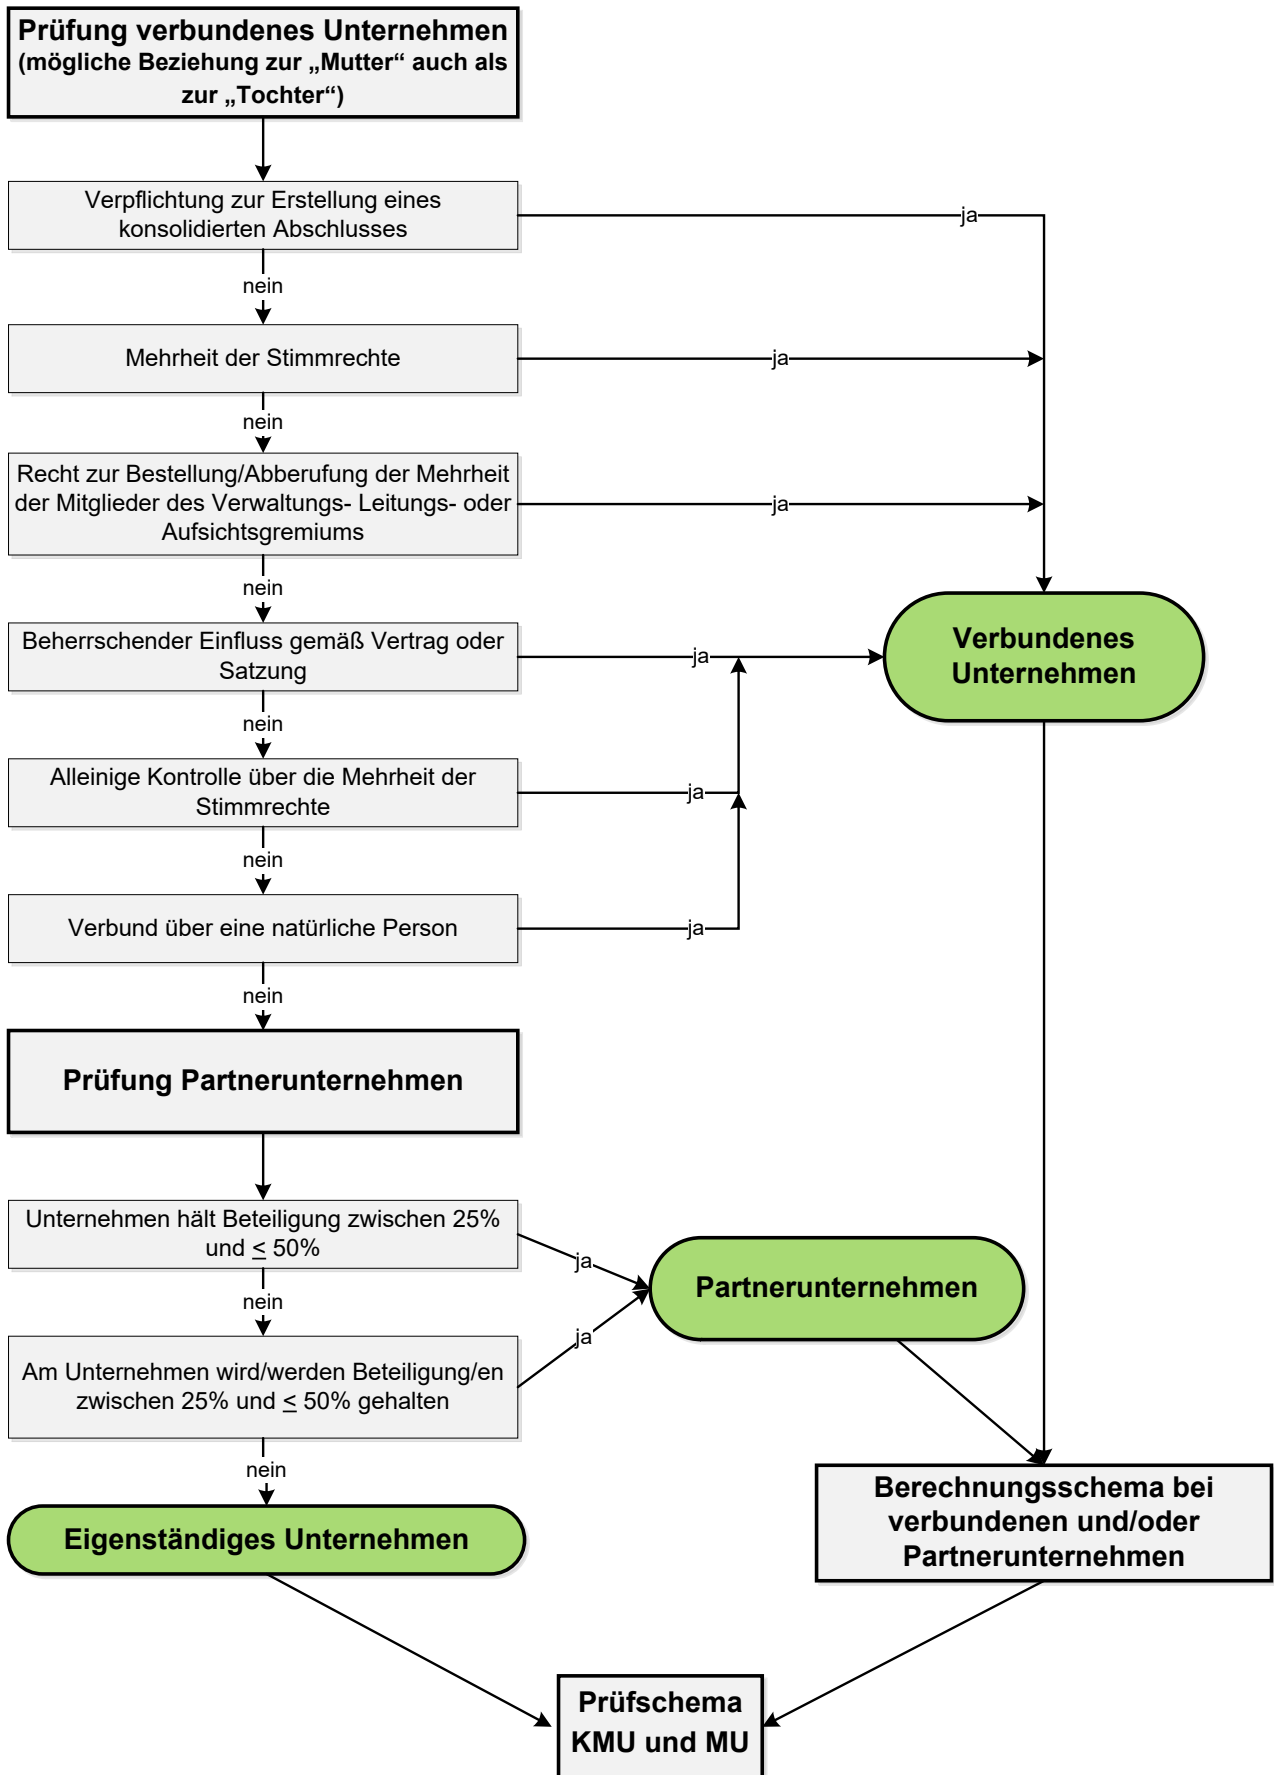 Prüfung verbundenes Unternehmen
(mögliche Beziehung zur „Mutter“ auch als
zur „Tochter“)
Verpflichtung zur Erstellung eines
konsolidierten Abschlusses
ja
nein
Mehrheit der Stimmrechte
ja
nein
Recht zur Bestellung/Abberufung der Mehrheit
der Mitglieder des Verwaltungs- Leitungs- oder
Aufsichtsgremiums
ja
nein
Beherrschender Einfluss gemäß Vertrag oder
Satzung
ja
Verbundenes
Unternehmen
nein
Alleinige Kontrolle über die Mehrheit der
Stimmrechte
ja
nein
Verbund über eine natürliche Person
ja
nein
Prüfung Partnerunternehmen
Unternehmen hält Beteiligung zwischen 25%
und ≤ 50%
ja
Partnerunternehmen
nein
Am Unternehmen wird/werden Beteiligung/en
zwischen 25% und ≤ 50% gehalten
ja
nein
Eigenständiges Unternehmen
Berechnungsschema bei
verbundenen und/oder
Partnerunternehmen
Prüfschema
KMU und MU